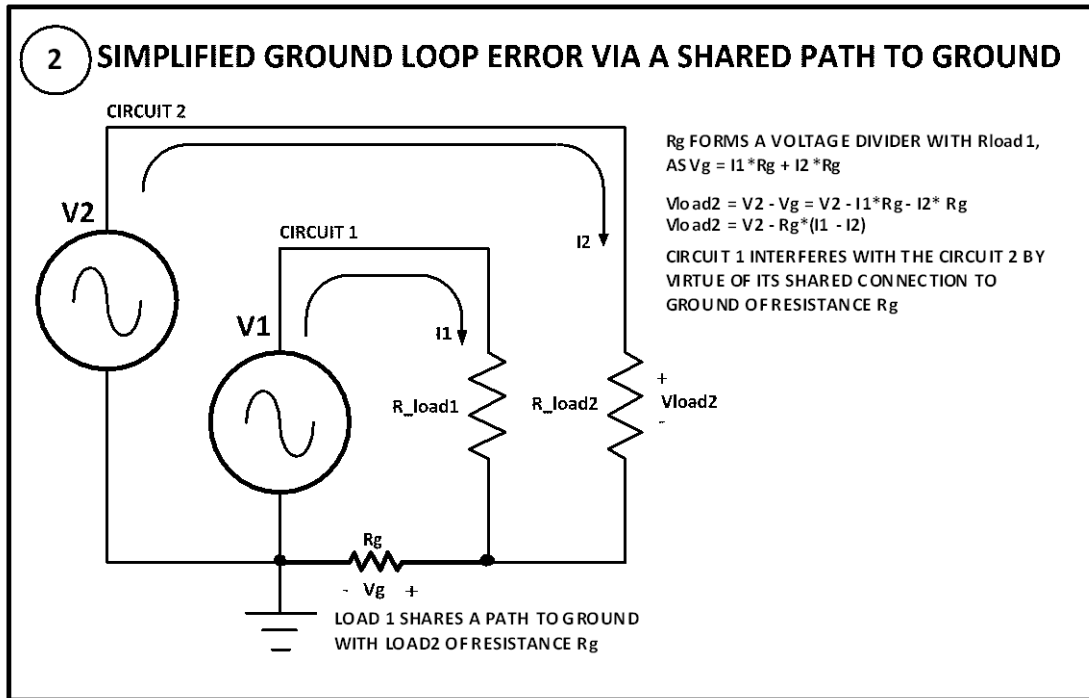 2 SIMPLIFIED GROUND LOOP ERROR VIA A SHARED PATH TO GROUND
CIRCUIT 2
Rg FORMS A VOLTAGE DIVIDER WITH Rload1,
AS Vg = I1*Rg + I2*Rg
Vload2 = V2 - Vg = V2 - I1*Rg - I2* Rg
Vload2 = V2 - Rg*(I1 - I2)
CIRCUIT 1 INTERFERES WITH THE CIRCUIT 2 BY
VIRTUE OF ITS SHARED CONNECTION TO
GROUND OF RESISTANCE Rg
V2
CIRCUIT 1
I2
V1
I1
R_load1
R_load2
+
Vload2
-
Rg
- Vg +
LOAD 1 SHARES A PATH TO GROUND
WITH LOAD2 OF RESISTANCE Rg